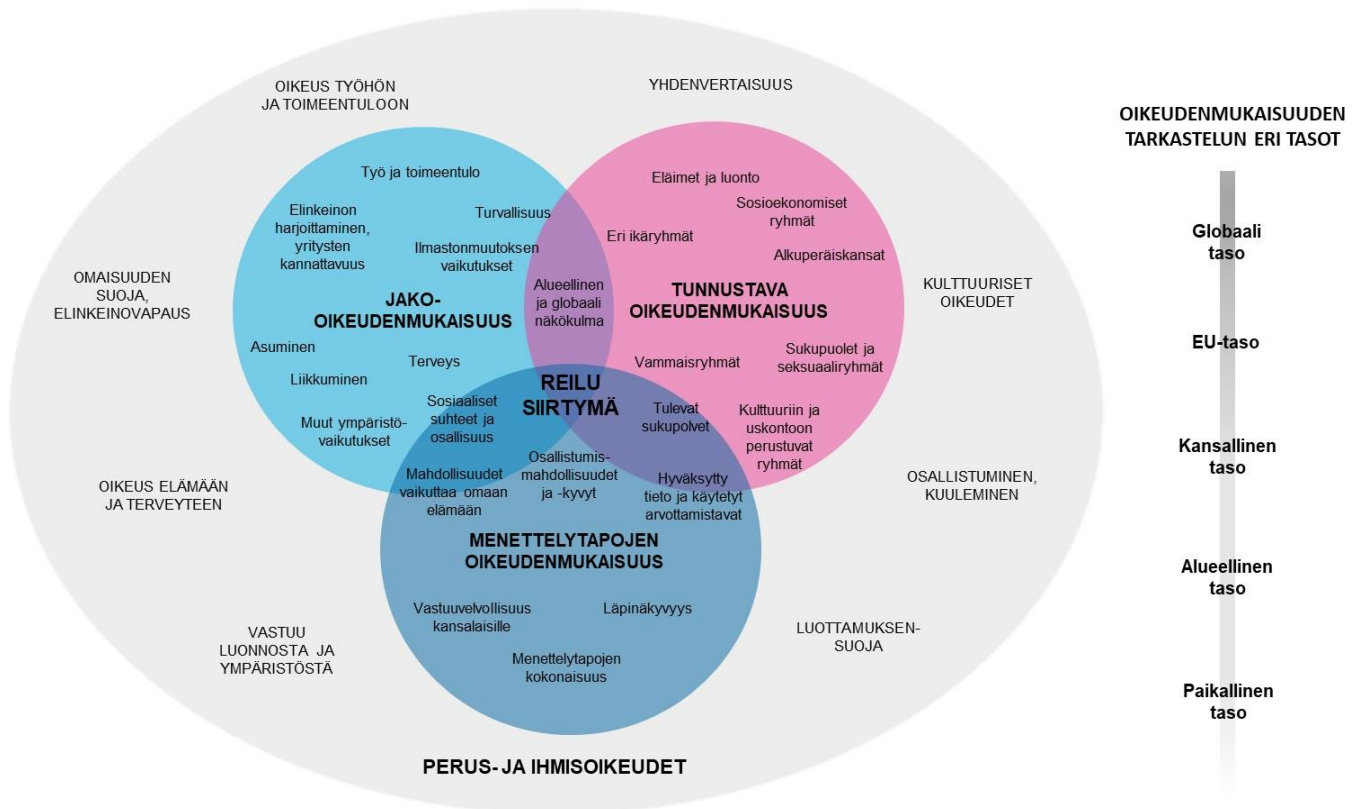 OIKEUS TYÖHÖN
JA TOIMEENTULOON
YHDENVERTAISUUS
OMAISUUDEN
SUOJA,
ELINKEINOVAPAUS
KULTTUURISET
OIKEUDET
OIKEUS ELÄMÄÄN
JA TERVEYTEEN
OSALLISTUMINEN,
KUULEMINEN
VASTUU
LUONNOSTA JA
YMPÄRISTÖSTÄ
LUOTTAMUKSEN-
SUOJA
PERUS- JA IHMISOIKEUDET
Työ ja toimeentulo
Elinkeinon
harjoittaminen,
yritysten
kannattavuus
Turvallisuus
Ilmastonmuutoksen
vaikutukset
JAKO-
OIKEUDENMUKAISUUS
Asuminen
Terveys
Liikkuminen
Muut ympäristö-
vaikutukset
Sosiaaliset
suhteet ja
osallisuus
Alueellinen
ja globaali
näkökulma
Eläimet ja luonto
Sosioekonomiset
ryhmät
Eri ikäryhmät
Alkuperäiskansat
TUNNUSTAVA
OIKEUDENMUKAISUUS
Vammaisryhmät
Sukupuolet ja
seksuaaliryhmät
Kulttuuriin ja
uskontoon
perustuvat
ryhmät
REILU
SIIRTYMÄ
Tulevat
sukupolvet
Mahdollisuudet
vaikuttaa omaan
elämään
Osallistumis-
mahdollisuudet
ja -kyvyt
Hyväksytty
tieto ja käytetyt
arvottamistavat
MENETTELYTAPOJEN
OIKEUDENMUKAISUUS
Vastuuvelvollisuus
kansalaisille
Läpinäkyvyys
Menettelytapojen
kokonaisuus
OIKEUDENMUKAISUUDEN
TARKASTELUN ERI TASOT
Globaali
taso
EU-taso
Kansallinen
taso
Alueellinen
taso
Paikallinen
taso